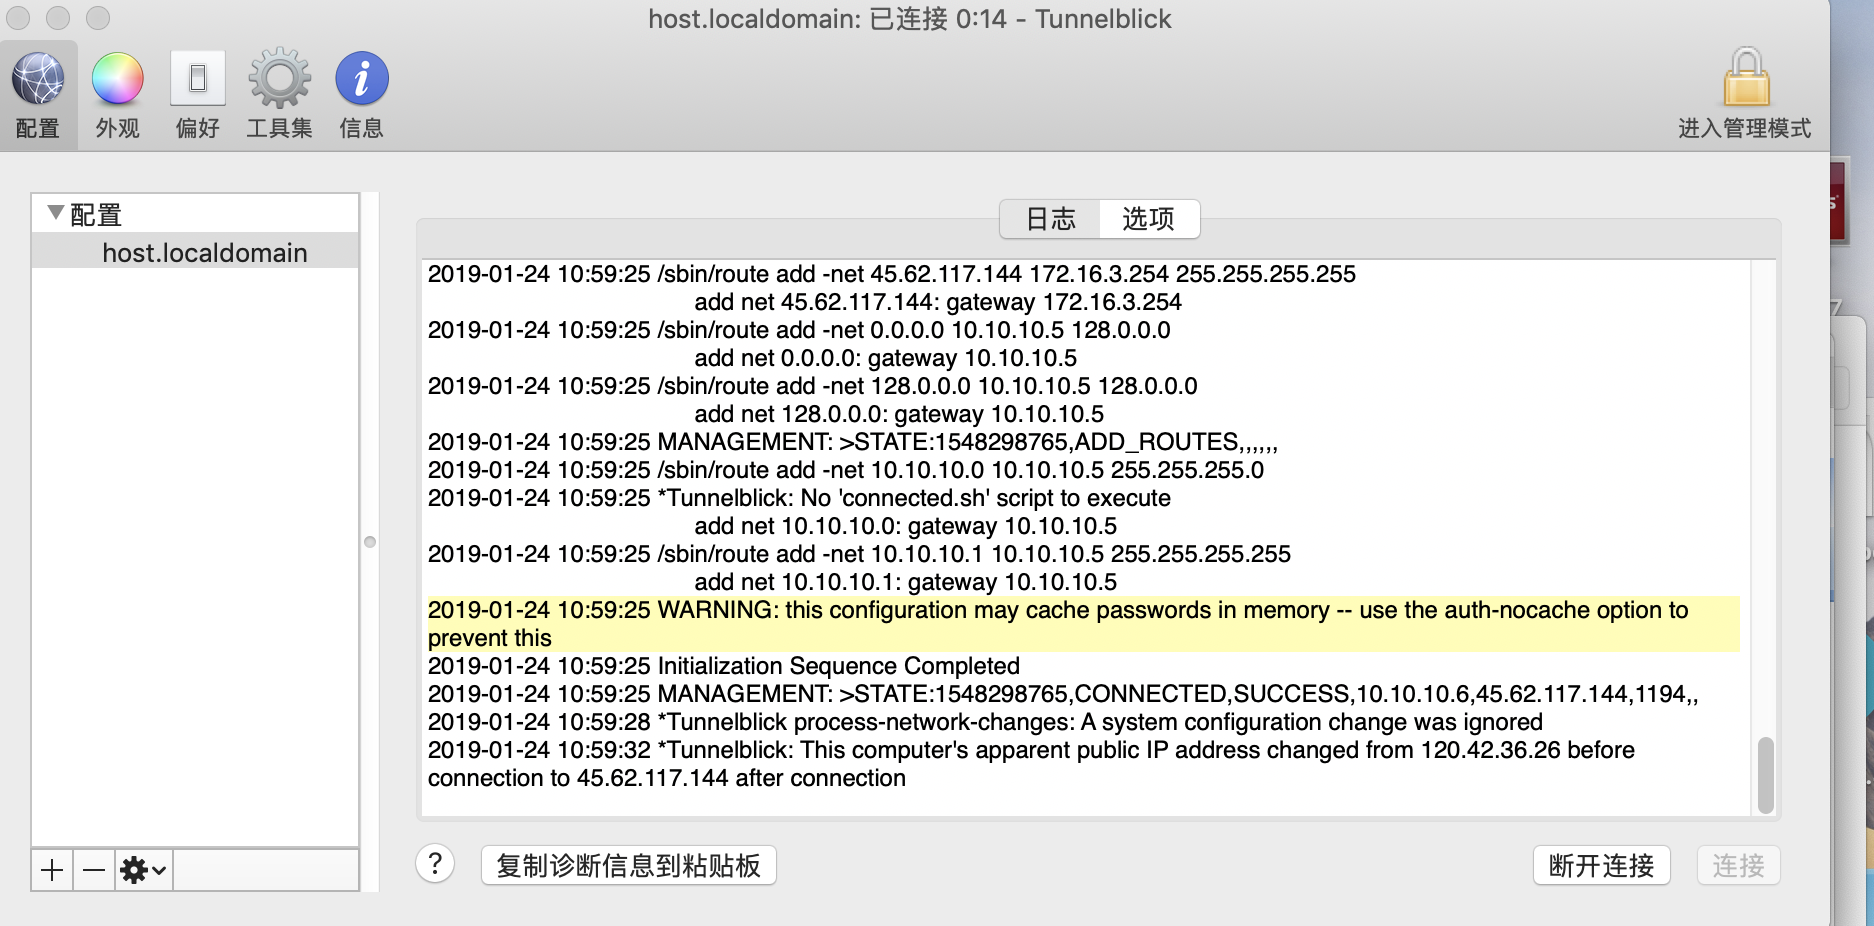 host.localdomain: 已连接 0:14 - Tunnelblick
配置
外观
偏好
工具集
信息
进入管理模式
配置
host.localdomain
日志
选项
2019-01-24 10:59:25 /sbin/route add -net 45.62.117.144 172.16.3.254 255.255.255.255
add net 45.62.117.144: gateway 172.16.3.254
2019-01-24 10:59:25 /sbin/route add -net 0.0.0.0 10.10.10.5 128.0.0.0
add net 0.0.0.0: gateway 10.10.10.5
2019-01-24 10:59:25 /sbin/route add -net 128.0.0.0 10.10.10.5 128.0.0.0
add net 128.0.0.0: gateway 10.10.10.5
2019-01-24 10:59:25 MANAGEMENT: >STATE:1548298765,ADD_ROUTES,,,,,,
2019-01-24 10:59:25 /sbin/route add -net 10.10.10.0 10.10.10.5 255.255.255.0
2019-01-24 10:59:25 *Tunnelblick: No 'connected.sh' script to execute
add net 10.10.10.0: gateway 10.10.10.5
2019-01-24 10:59:25 /sbin/route add -net 10.10.10.1 10.10.10.5 255.255.255.255
add net 10.10.10.1: gateway 10.10.10.5
2019-01-24 10:59:25 WARNING: this configuration may cache passwords in memory -- use the auth-nocache option to
prevent this
2019-01-24 10:59:25 Initialization Sequence Completed
2019-01-24 10:59:25 MANAGEMENT: >STATE:1548298765,CONNECTED,SUCCESS,10.10.10.6,45.62.117.144,1194,,
2019-01-24 10:59:28 *Tunnelblick process-network-changes: A system configuration change was ignored
2019-01-24 10:59:32 *Tunnelblick: This computer's apparent public IP address changed from 120.42.36.26 before
connection to 45.62.117.144 after connection
?
复制诊断信息到粘贴板
断开连接
连接